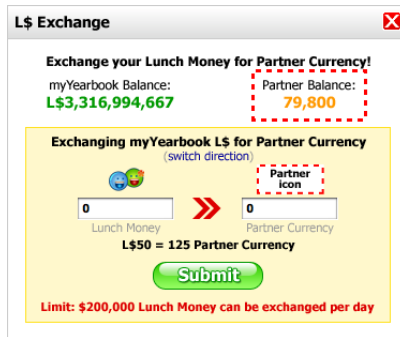 L$ Exchange
Exchange your Lunch Money for Partner Currency!
myYearbook Balance:
L$3,316,994,667
Partner Balance:
79,800
Exchanging myYearbook L$ for Partner Currency
(switch direction)
Partner
icon
0
0
Lunch Money
Partner Currency
L$50 = 125 Partner Currency
Submit
Limit: $200,000 Lunch Money can be exchanged per day